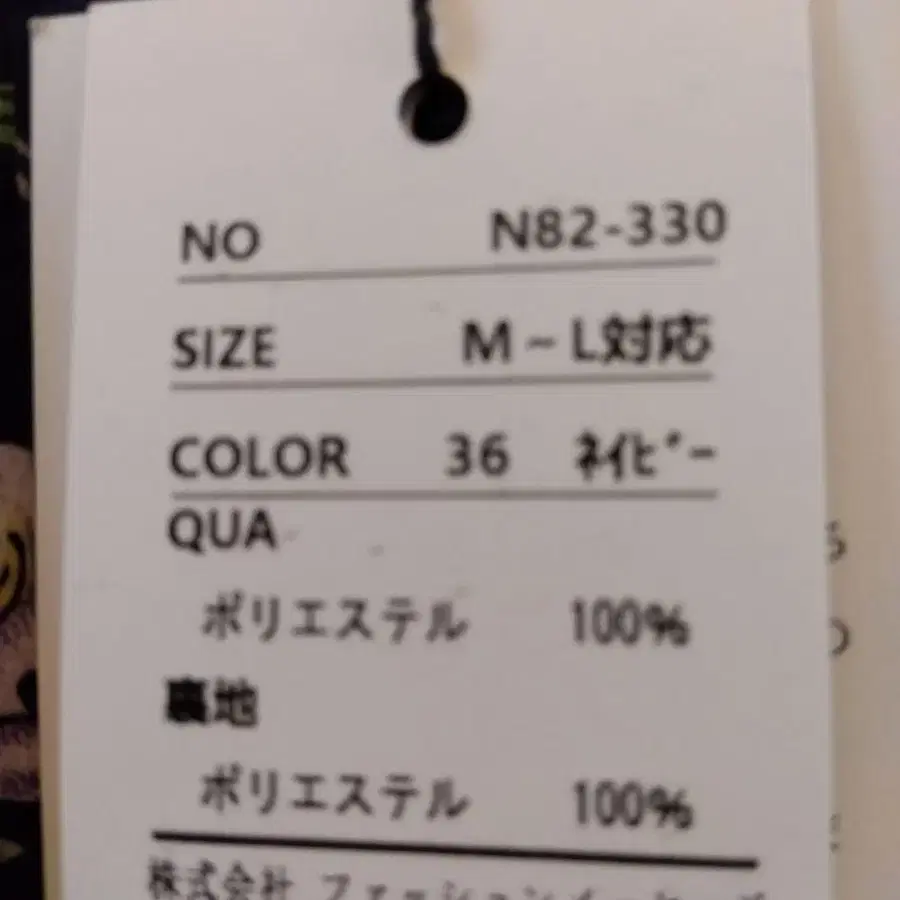 NO N82-330
SIZE M ~ L対応
COLOR 36 ﾈｲﾋﾞｰ
QUA
ポリエステル 100%
裏地
ポリエステル 100%
株式会社